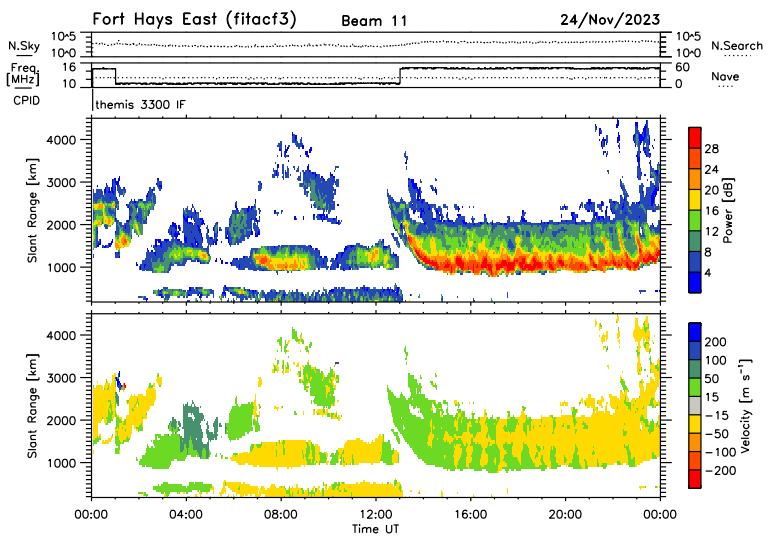 Fort Hays East (fitacf3) Beam 11 24/Nov/2023
N.Sky 10^5 10^0 10^5 10^0 N.Search
Freq. [MHz] 16 10 60 0 Nave
CPID themis 3300 IF
Slant Range [km] 4000 3000 2000 1000
28 24 20 16 12 8 4 Power [dB]
Slant Range [km] 4000 3000 2000 1000
200 100 50 15 -15 -50 -100 -200 Velocity [m s⁻¹]
00:00 04:00 08:00 12:00 16:00 20:00 00:00
Time UT